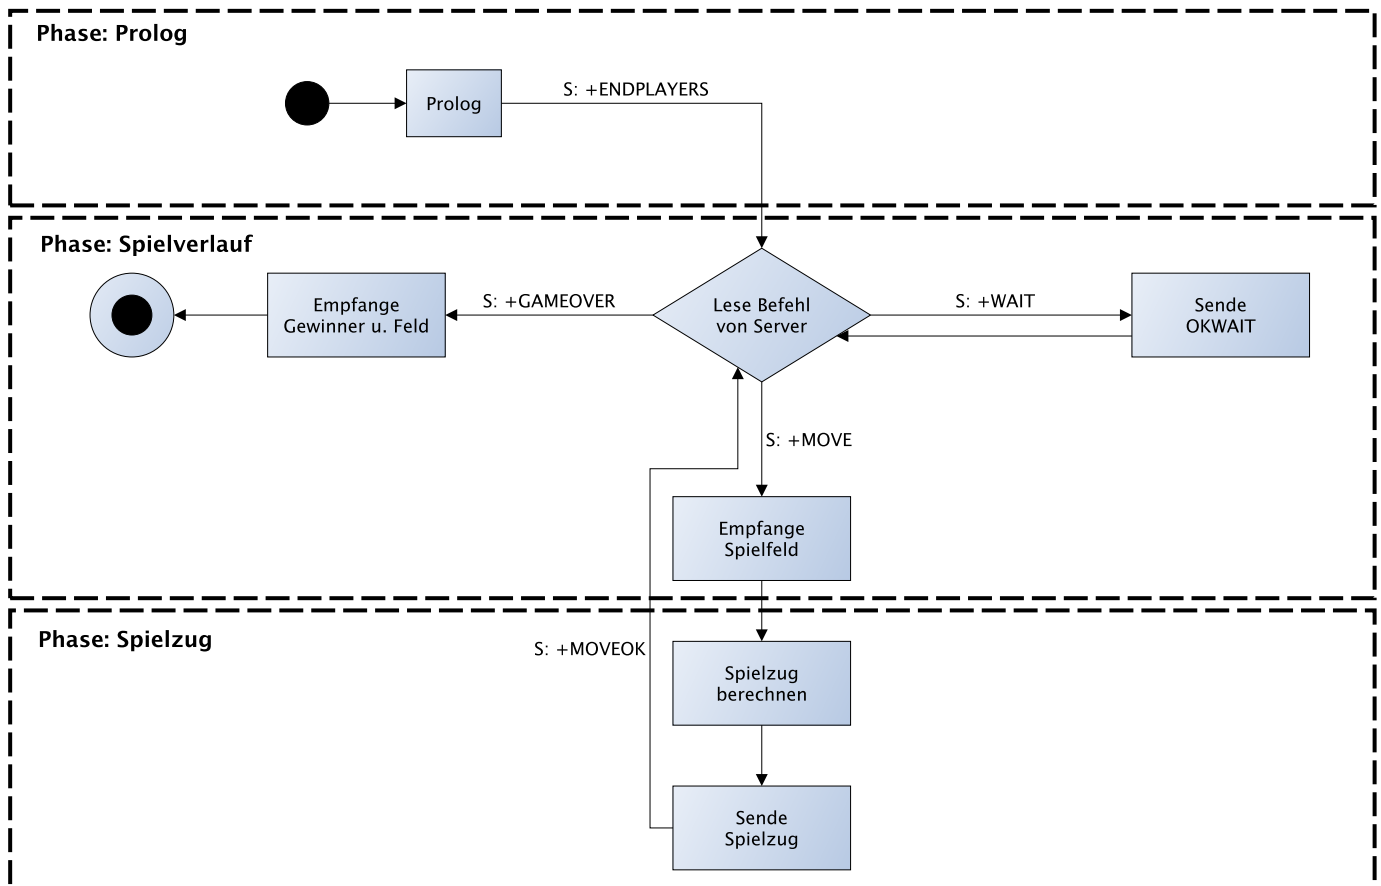 Phase: Prolog
Prolog
S: +ENDPLAYERS
Phase: Spielverlauf
Empfange
Gewinner u. Feld
S: +GAMEOVER
Lese Befehl
von Server
S: +WAIT
Sende
OKWAIT
S: +MOVE
Empfange
Spielfeld
Phase: Spielzug
S: +MOVEOK
Spielzug
berechnen
Sende
Spielzug